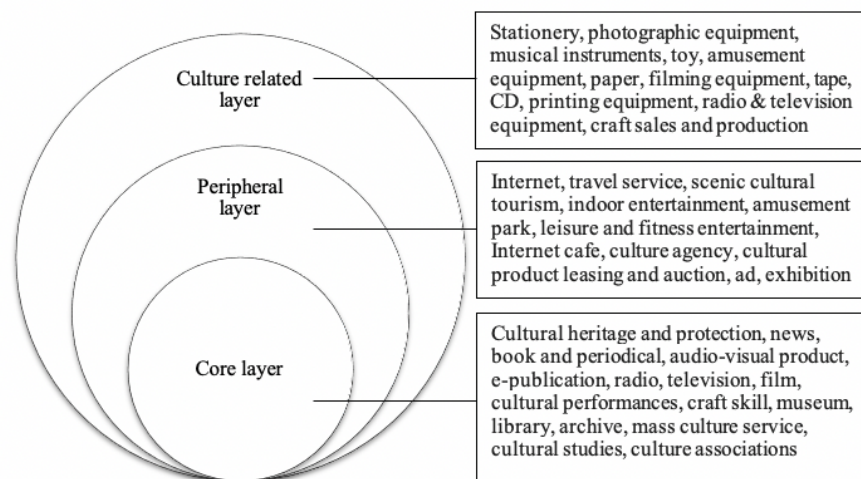 Culture related
layer
Stationery, photographic equipment,
musical instruments, toy, amusement
equipment, paper, filming equipment, tape,
CD, printing equipment, radio & television
equipment, craft sales and production
Peripheral
layer
Internet, travel service, scenic cultural
tourism, indoor entertainment, amusement
park, leisure and fitness entertainment,
Internet cafe, culture agency, cultural
product leasing and auction, ad, exhibition
Core layer
Cultural heritage and protection, news,
book and periodical, audio-visual product,
e-publication, radio, television, film,
cultural performances, craft skill, museum,
library, archive, mass culture service,
cultural studies, culture associations